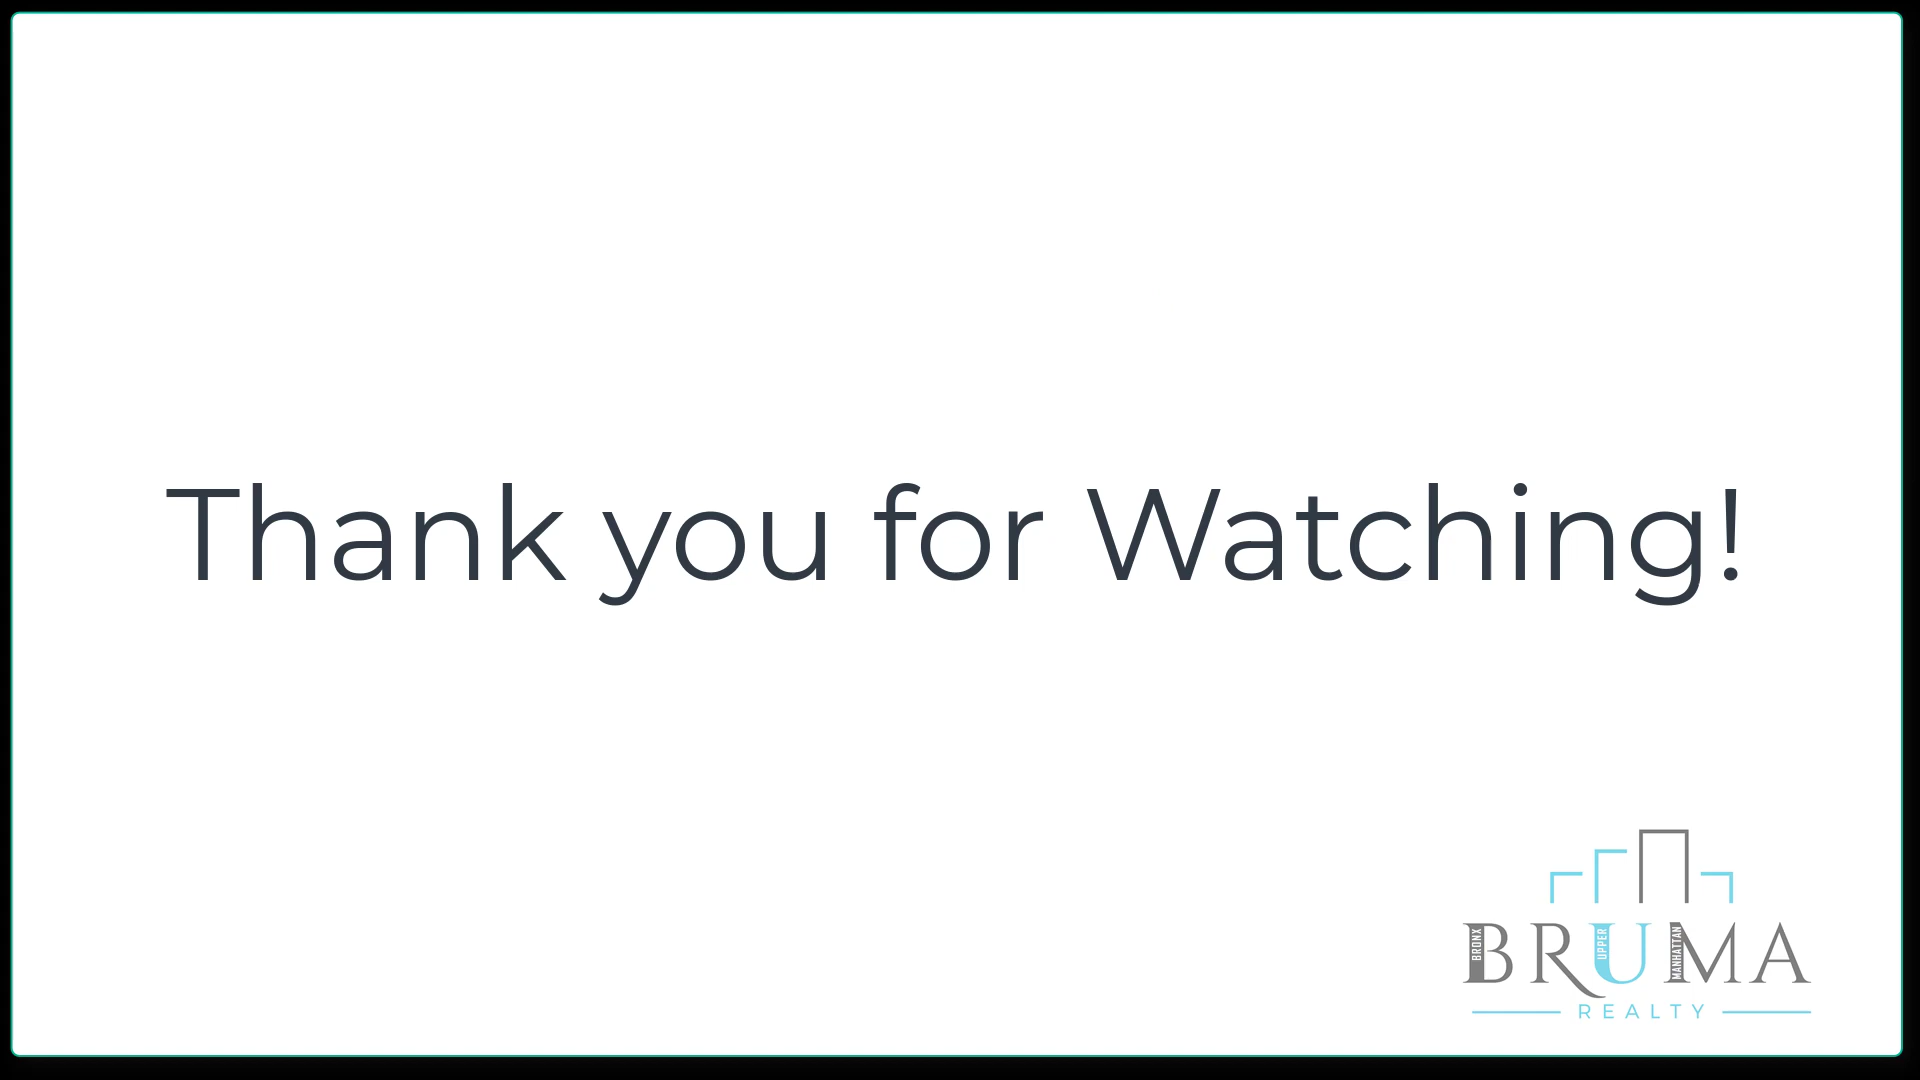 Thank you for Watching!
BRUMA
BRONX
UPPER
MANHATTAN
REALTY